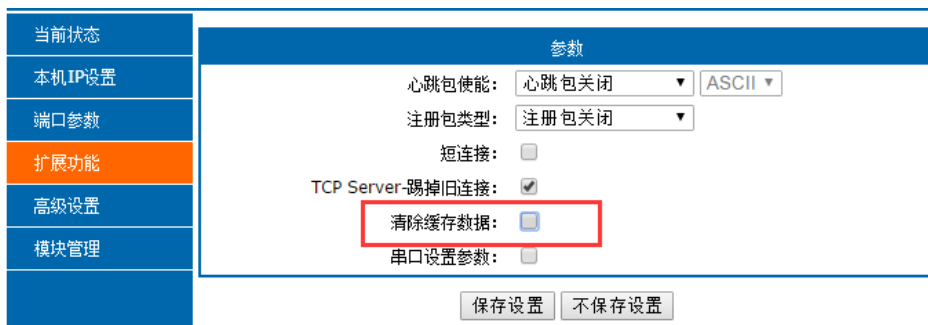 当前状态
本机IP设置
端口参数
扩展功能
高级设置
模块管理
参数
心跳包使能： 心跳包关闭 ASCII
注册包类型： 注册包关闭
短连接：
TCP Server-踢掉旧连接：
清除缓存数据：
串口设置参数：
保存设置 不保存设置